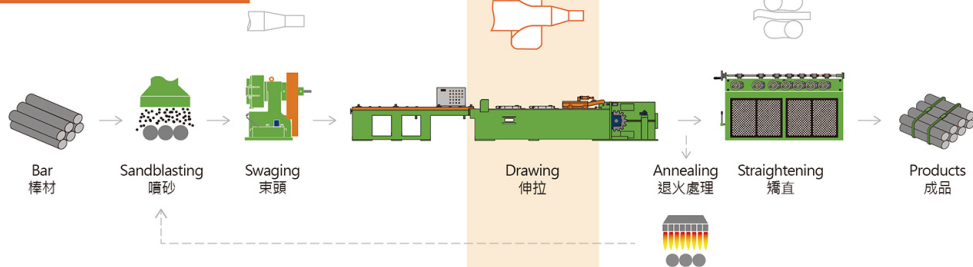 Bar
棒材
Sandblasting
噴砂
Swaging
束頭
Drawing
伸拉
Annealing
退火處理
Straightening
矯直
Products
成品